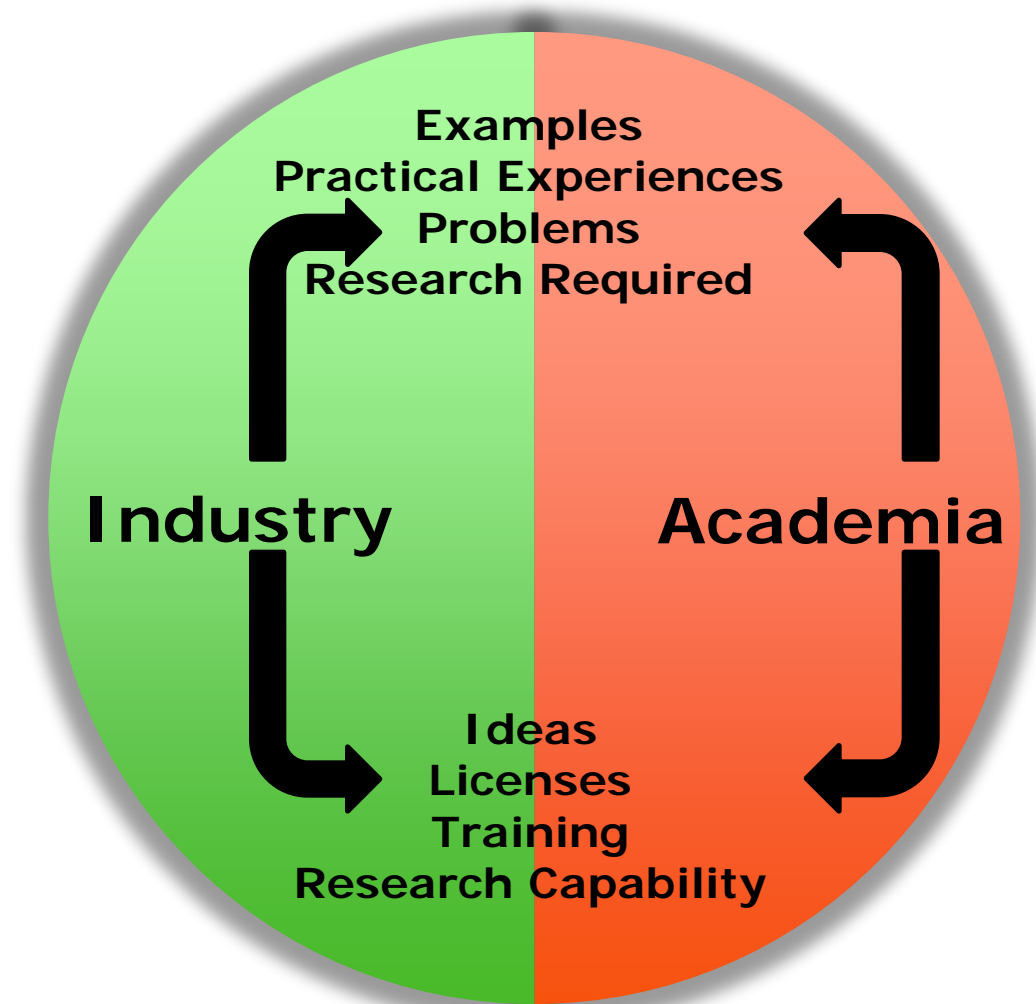 Examples
Practical Experiences
Problems
Research Required
Industry
Academia
Ideas
Licenses
Training
Research Capability